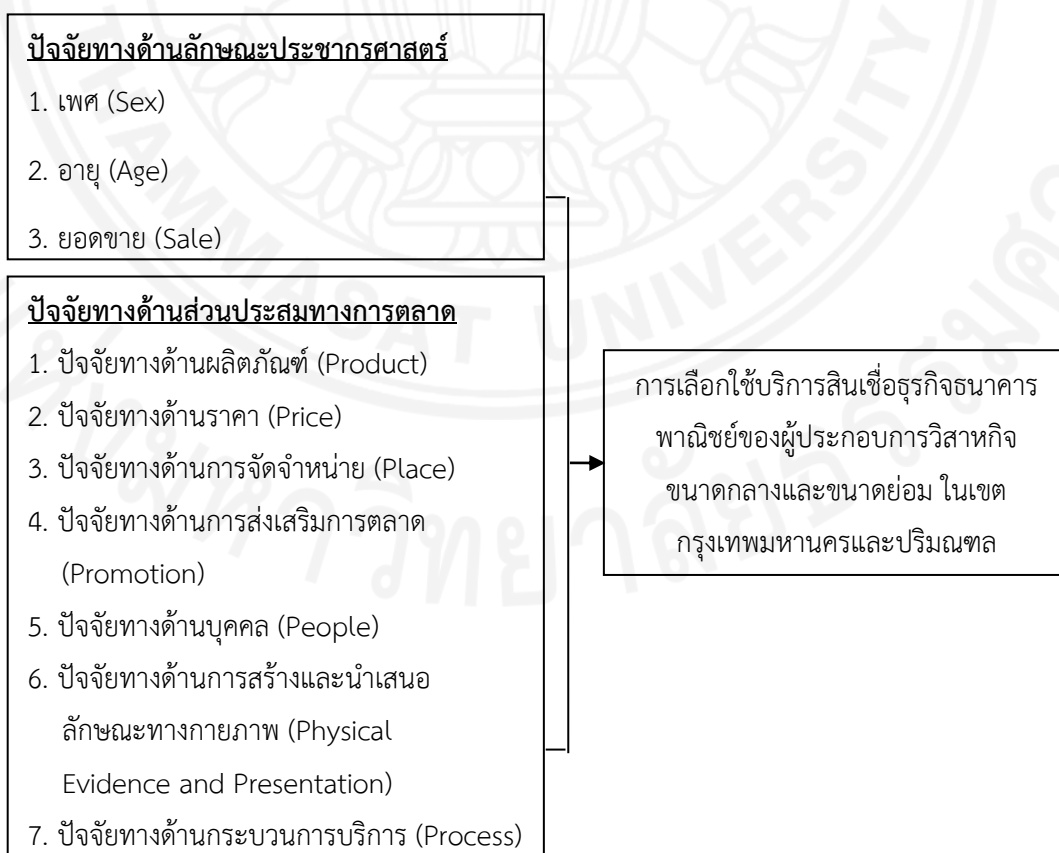 ปัจจัยทางด้านลักษณะประชากรศาสตร์
1. เพศ (Sex)
2. อายุ (Age)
3. ยอดขาย (Sale)
ปัจจัยทางด้านส่วนประสมทางการตลาด
1. ปัจจัยทางด้านผลิตภัณฑ์ (Product)
2. ปัจจัยทางด้านราคา (Price)
3. ปัจจัยทางด้านการจัดจำหน่าย (Place)
4. ปัจจัยทางด้านการส่งเสริมการตลาด
(Promotion)
5. ปัจจัยทางด้านบุคคล (People)
6. ปัจจัยทางด้านการสร้างและนำเสนอ
ลักษณะทางกายภาพ (Physical
Evidence and Presentation)
7. ปัจจัยทางด้านกระบวนการบริการ (Process)
การเลือกใช้บริการสินเชื่อธุรกิจธนาคาร
พาณิชย์ของผู้ประกอบการวิสาหกิจ
ขนาดกลางและขนาดย่อม ในเขต
กรุงเทพมหานครและปริมณฑล
THAMMASAT UNIVERSITY